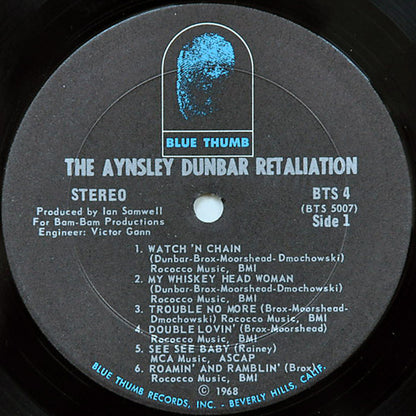 BLUE THUMB
THE AYNSLEY DUNBAR RETALIATION
STEREO
BTS 4
(BTS 5007)
Side 1
Produced by Ian Samwell
For Bam-Bam Productions
Engineer: Victor Gann
1. WATCH 'N CHAIN
(Dunbar-Brox-Moorshead-Dmochowski)
Rococco Music, BMI
2. MY WHISKEY HEAD WOMAN
(Dunbar-Brox-Moorshead-Dmochowski)
Rococco Music, BMI
3. TROUBLE NO MORE (Brox-Moorshead-
Dmochowski) Rococco Music, BMI
4. DOUBLE LOVIN' (Brox-Moorshead)
Rococco Music, BMI
5. SEE SEE BABY (Rainey)
MCA Music, ASCAP
6. ROAMIN' AND RAMBLIN' (Brox)
Rococco Music, BMI
© 1968
BLUE THUMB RECORDS, INC. - BEVERLY HILLS, CALIF.